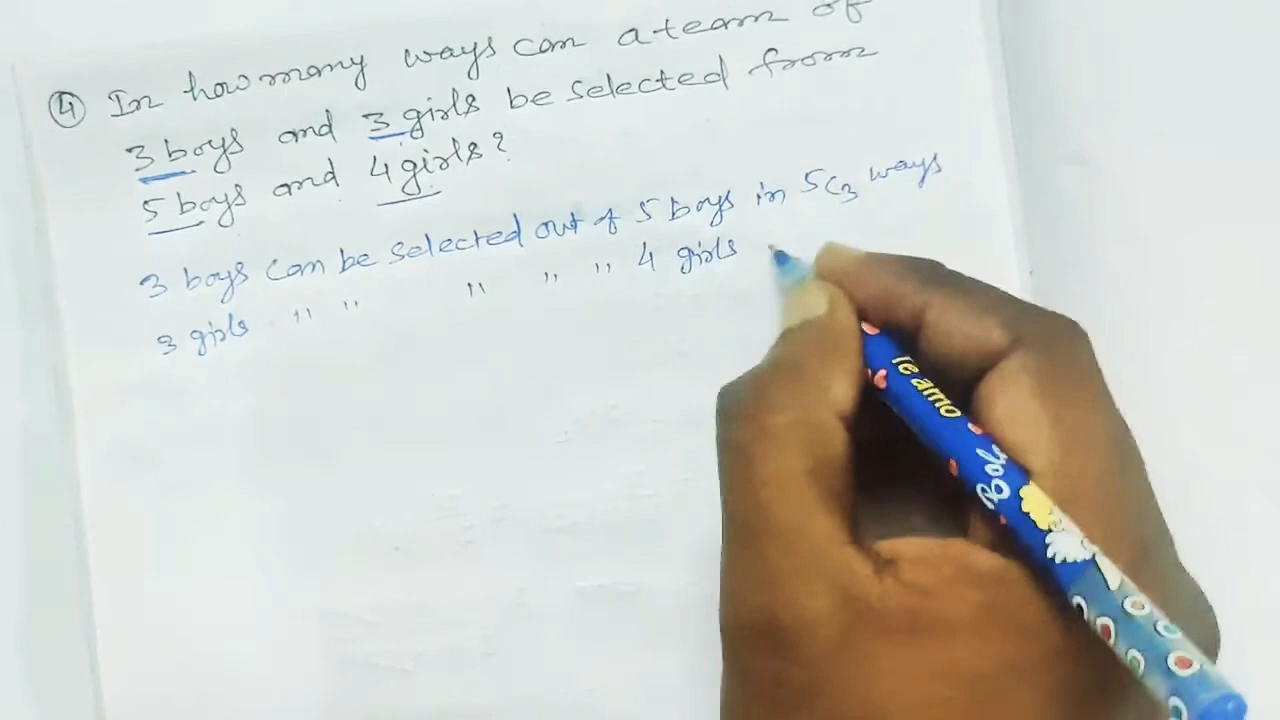 ④ In how many ways can a team of
3 boys and 3 girls be selected from
5 boys and 4 girls?
3 boys can be selected out of 5 boys in 5C3 ways
3 girls " " " " " 4 girls
Te amo